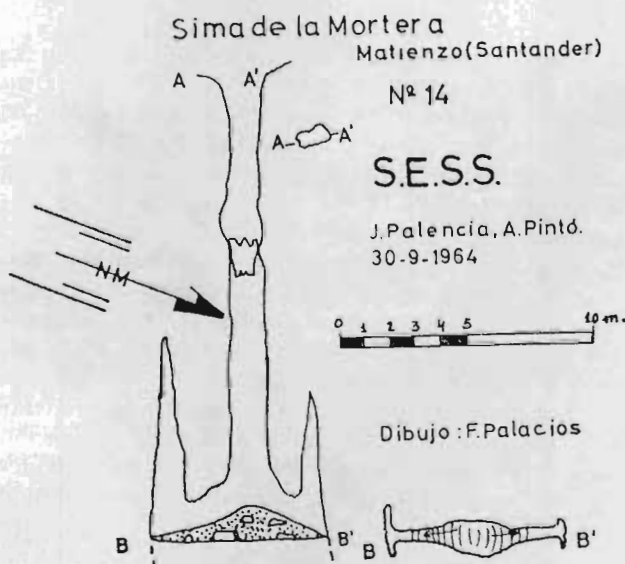 Sima de la Mortera
Matienzo (Santander)
A A'
Nº 14
A A'
S.E.S.S.
J. Palencia, A. Pintó.
30-9-1964
NM
0 1 2 3 4 5 10 m.
Dibujo : F. Palacios
B B'
B B'